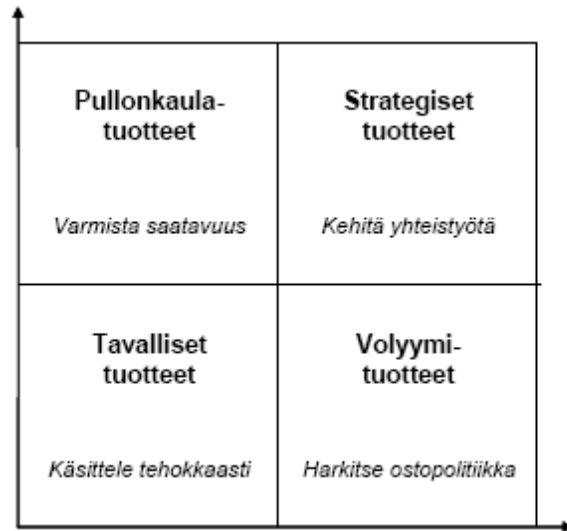 Pullonkaula-
tuotteet
Varmista saatavuus
Strategiset
tuotteet
Kehitä yhteistyötä
Tavalliset
tuotteet
Käsittele tehokkaasti
Volyymi-
tuotteet
Harkitse ostopolitiikka